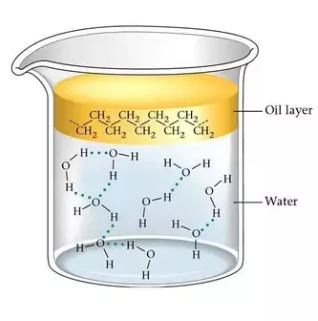 CH2 CH2 CH2 CH2
Oil layer
CH2 CH2 CH2 CH2 CH2
H O H
O H H H O H
H H O
O H O
H H O H
H Water
H O H
H O H O
H H H